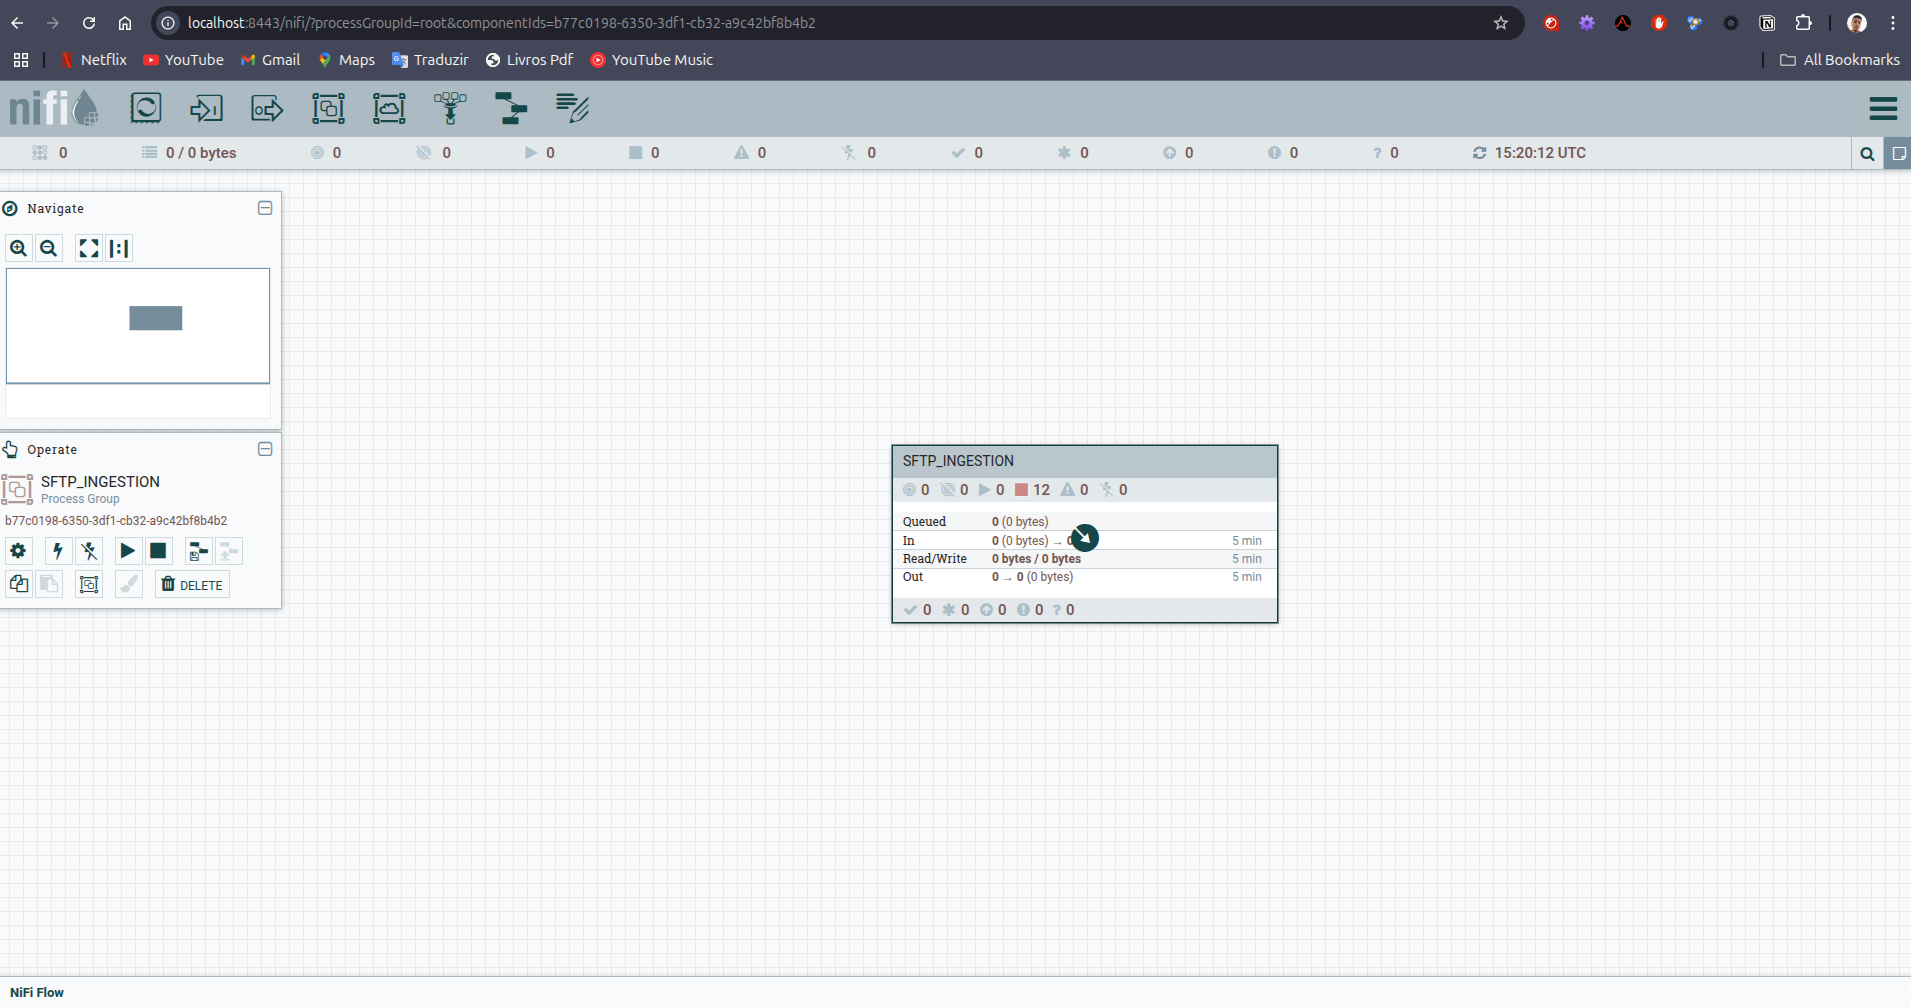 localhost:8443/nifi/?processGroupId=root&componentIds=b77c0198-6350-3df1-cb32-a9c42bf8b4b2
Netflix YouTube Gmail Maps Traduzir Livros Pdf YouTube Music All Bookmarks
nifi
0 0 / 0 bytes 0 0 0 0 0 0 0 0 0 0 ? 0 15:20:12 UTC
Navigate
Operate
SFTP_INGESTION
Process Group
b77c0198-6350-3df1-cb32-a9c42bf8b4b2
DELETE
SFTP_INGESTION
0 0 0 12 0 0
Queued 0 (0 bytes)
In 0 (0 bytes) → 0 5 min
Read/Write 0 bytes / 0 bytes 5 min
Out 0 → 0 (0 bytes) 5 min
0 0 0 0 ? 0
NiFi Flow